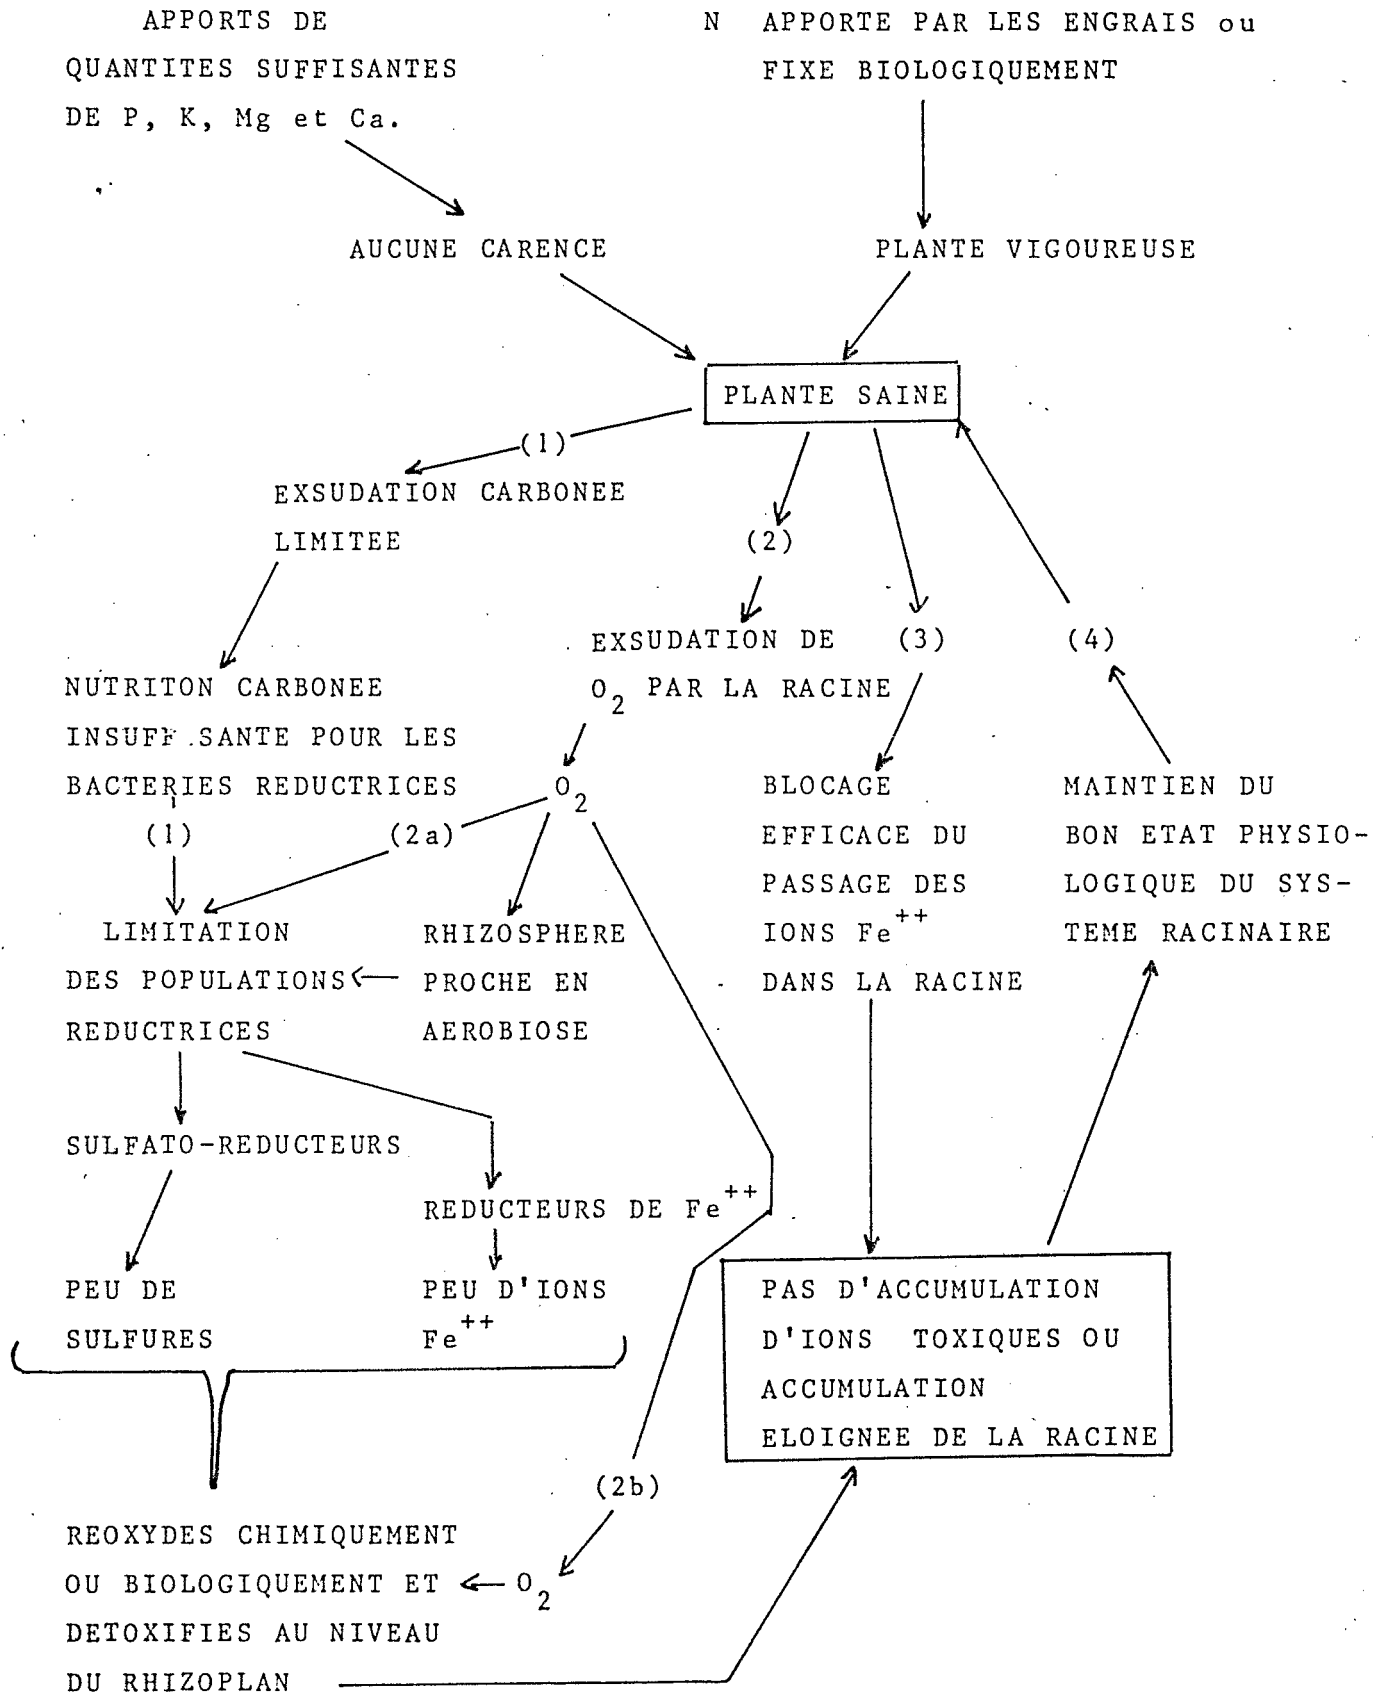 APPORTS DE
QUANTITES SUFFISANTES
DE P, K, Mg et Ca.
N APPORTE PAR LES ENGRAIS ou
FIXE BIOLOGIQUEMENT
AUCUNE CARENCE
PLANTE VIGOUREUSE
PLANTE SAINE
(1)
EXSUDATION CARBONEE
LIMITEE
(2)
EXSUDATION DE
O2 PAR LA RACINE
(3)
(4)
NUTRITON CARBONEE
INSUFF.SANTE POUR LES
BACTERIES REDUCTRICES
O2
(1)
(2a)
BLOCAGE
EFFICACE DU
PASSAGE DES
IONS Fe++
DANS LA RACINE
MAINTIEN DU
BON ETAT PHYSIO-
LOGIQUE DU SYS-
TEME RACINAIRE
LIMITATION
DES POPULATIONS
REDUCTRICES
RHIZOSPHERE
PROCHE EN
AEROBIOSE
SULFATO-REDUCTEURS
REDUCTEURS DE Fe++
PEU DE
SULFURES
PEU D'IONS
Fe++
PAS D'ACCUMULATION
D'IONS TOXIQUES OU
ACCUMULATION
ELOIGNEE DE LA RACINE
(2b)
REOXYDES CHIMIQUEMENT
OU BIOLOGIQUEMENT ET
DETOXIFIES AU NIVEAU
DU RHIZOPLAN
O2